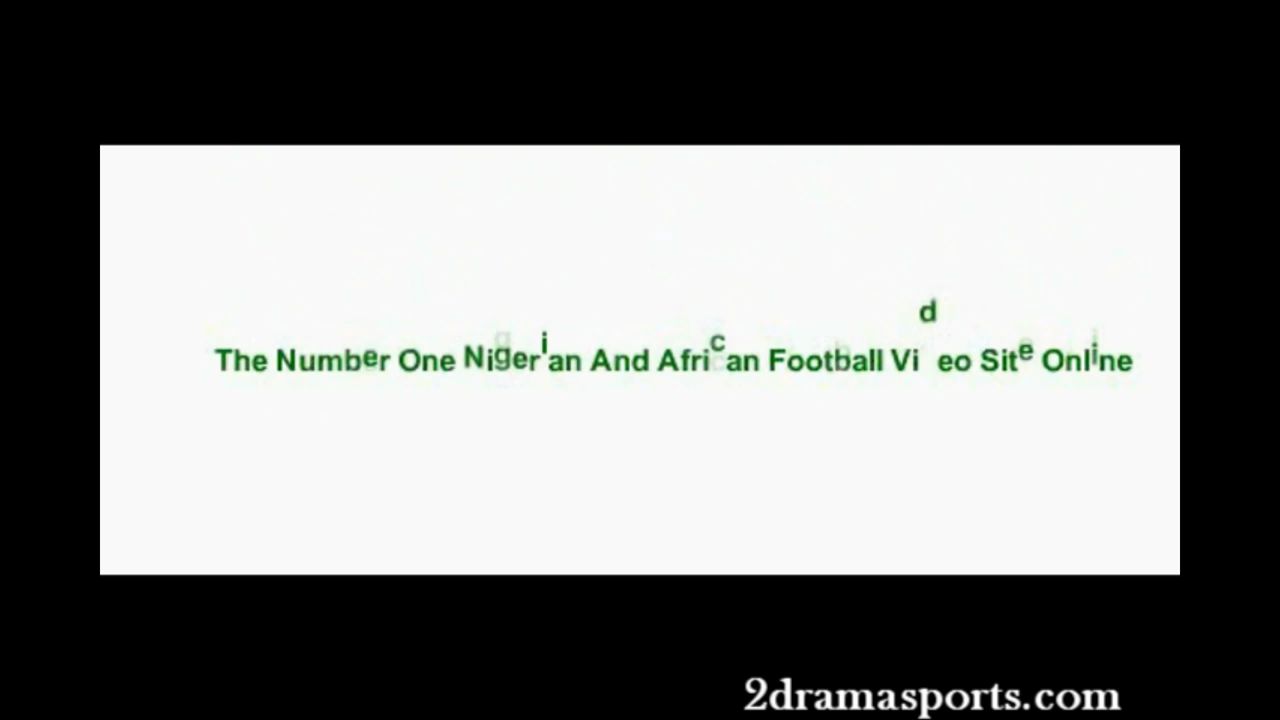 The Number One Nigerian And African Football Video Site Online
2dramasports.com